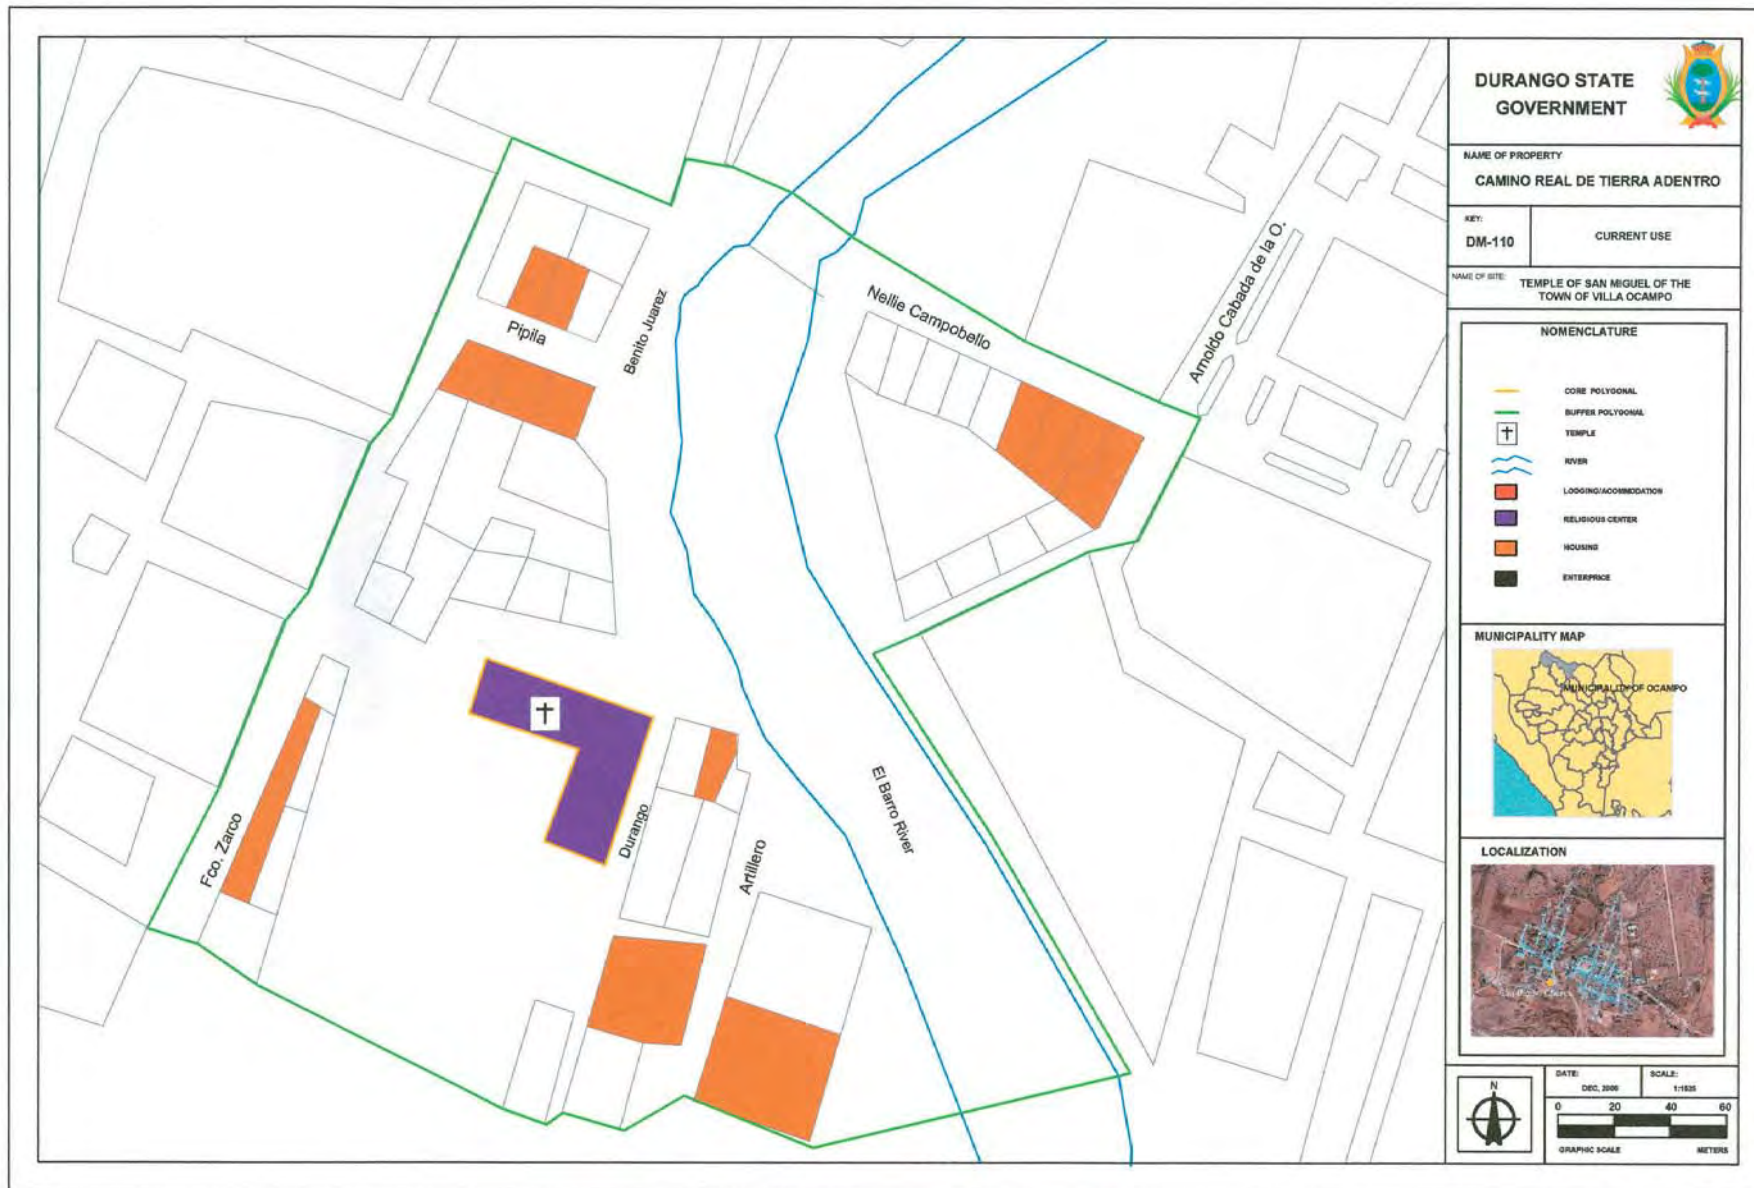 Pipila
Benito Juarez
Nellie Campobello
Arnoldo Cabada de la O.
Fco. Zarco
Durango
Artillero
El Barro River
DURANGO STATE
GOVERNMENT
NAME OF PROPERTY
CAMINO REAL DE TIERRA ADENTRO
KEY:
DM-110
CURRENT USE
NAME OF SITE:
TEMPLE OF SAN MIGUEL OF THE
TOWN OF VILLA OCAMPO
NOMENCLATURE
CORE POLYGONAL
BUFFER POLYGONAL
TEMPLE
RIVER
LODGING/ACOMMODATION
RELIGIOUS CENTER
HOUSING
ENTERPRICE
MUNICIPALITY MAP
MUNICIPALITY OF OCAMPO
LOCALIZATION
N
DATE:
DEC,
SCALE:
0 20 40 60
GRAPHIC SCALE METERS